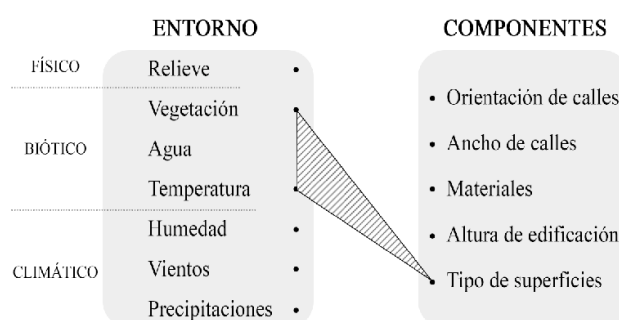 ENTORNO
COMPONENTES
FÍSICO
Relieve
Vegetación
BIÓTICO
Agua
Temperatura
Humedad
CLIMÁTICO
Vientos
Precipitaciones
Orientación de calles
Ancho de calles
Materiales
Altura de edificación
Tipo de superficies